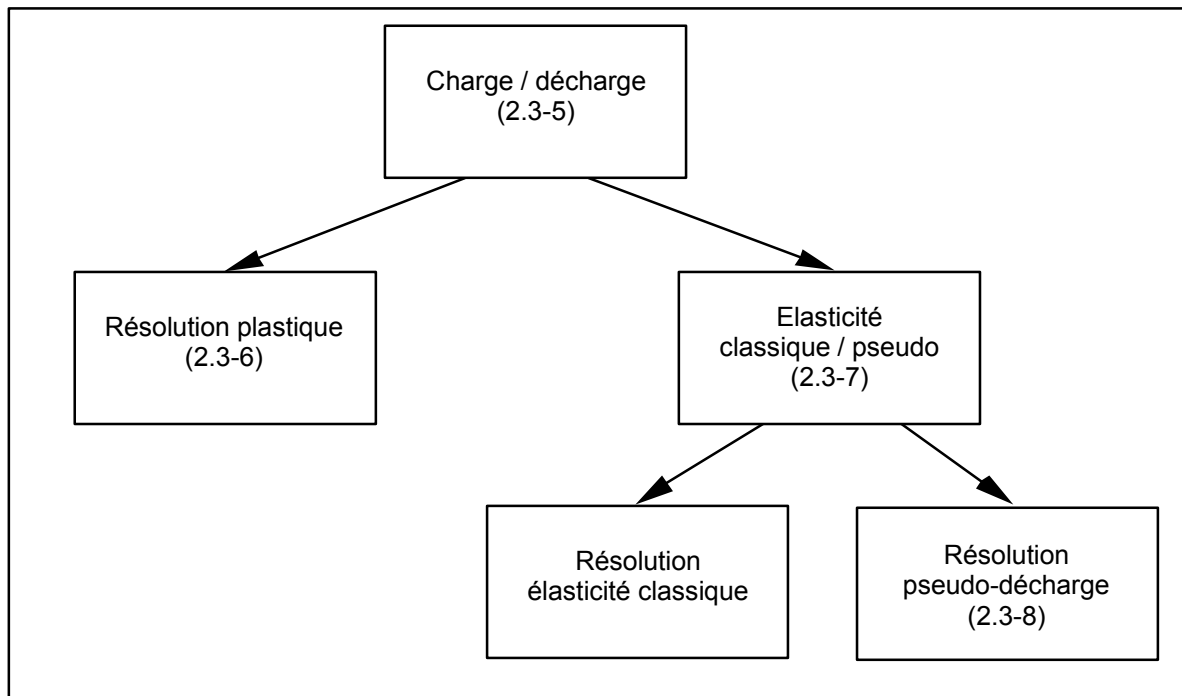 Charge / décharge
(2.3-5)
Résolution plastique
(2.3-6)
Elasticité
classique / pseudo
(2.3-7)
Résolution
élasticité classique
Résolution
pseudo-décharge
(2.3-8)